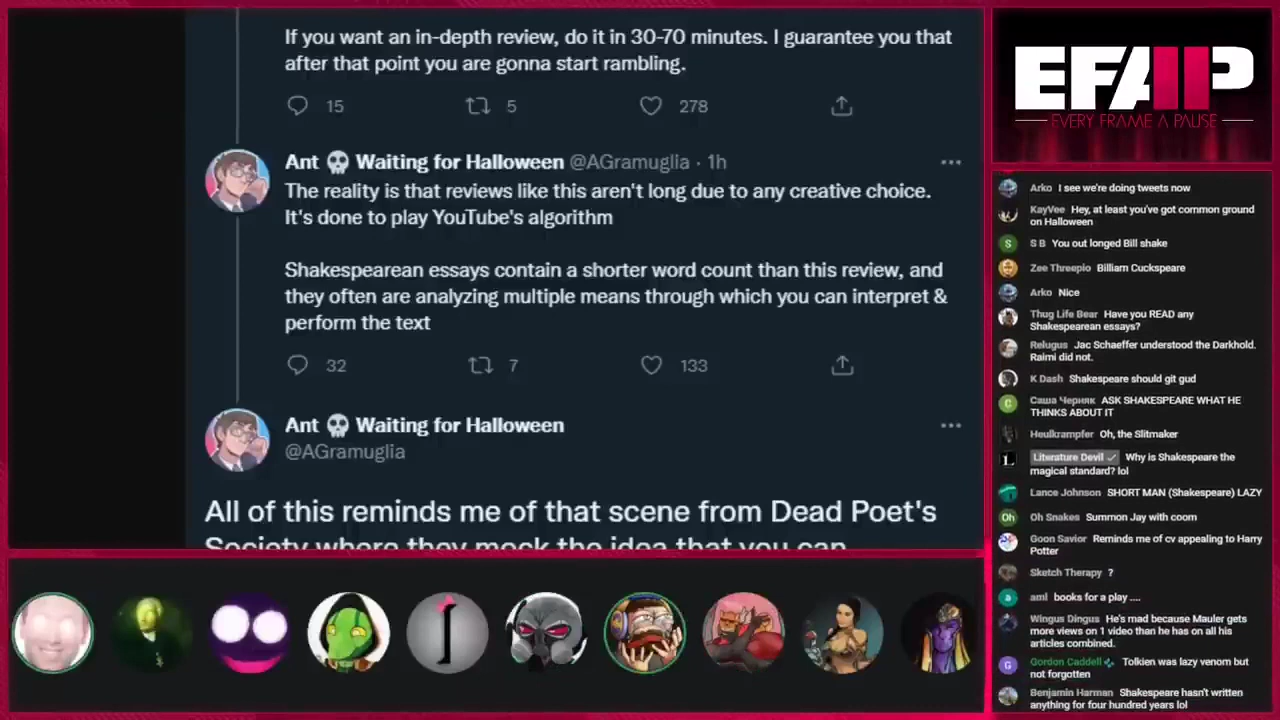 If you want an in-depth review, do it in 30-70 minutes. I guarantee you that
after that point you are gonna start rambling.
15
5
278
Ant 💀 Waiting for Halloween @AGramuglia · 1h
The reality is that reviews like this aren't long due to any creative choice.
It's done to play YouTube's algorithm
Shakespearean essays contain a shorter word count than this review, and
they often are analyzing multiple means through which you can interpret &
perform the text
32
7
133
Ant 💀 Waiting for Halloween
@AGramuglia
All of this reminds me of that scene from Dead Poet's
Society where they mock the idea that you can
EFAP
EVERY FRAME A PAUSE
Arko I see we're doing tweets now
KayVee Hey, at least you've got common ground
on Halloween
S
S B You out longed Bill shake
Zee Threepio Billiam Cuckspeare
Arko Nice
Thug Life Bear Have you READ any
Shakespearean essays?
Relugus Jac Schaeffer understood the Darkhold.
Raimi did not.
K Dash Shakespeare should git gud
C
Саша Черняк ASK SHAKESPEARE WHAT HE
THINKS ABOUT IT
Heulkrampfer Oh, the Slitmaker
Literature Devil ✓ Why is Shakespeare the
magical standard? lol
Lance Johnson SHORT MAN (Shakespeare) LAZY
Oh
Oh Snakes Summon Jay with coom
Goon Savior Reminds me of cv appealing to Harry
Potter
Sketch Therapy ?
a
aml books for a play ....
Wingus Dingus He's mad because Mauler gets
more views on 1 video than he has on all his
articles combined.
G
Gordon Caddell Tolkien was lazy venom but
not forgotten
Benjamin Harman Shakespeare hasn't written
anything for four hundred years lol